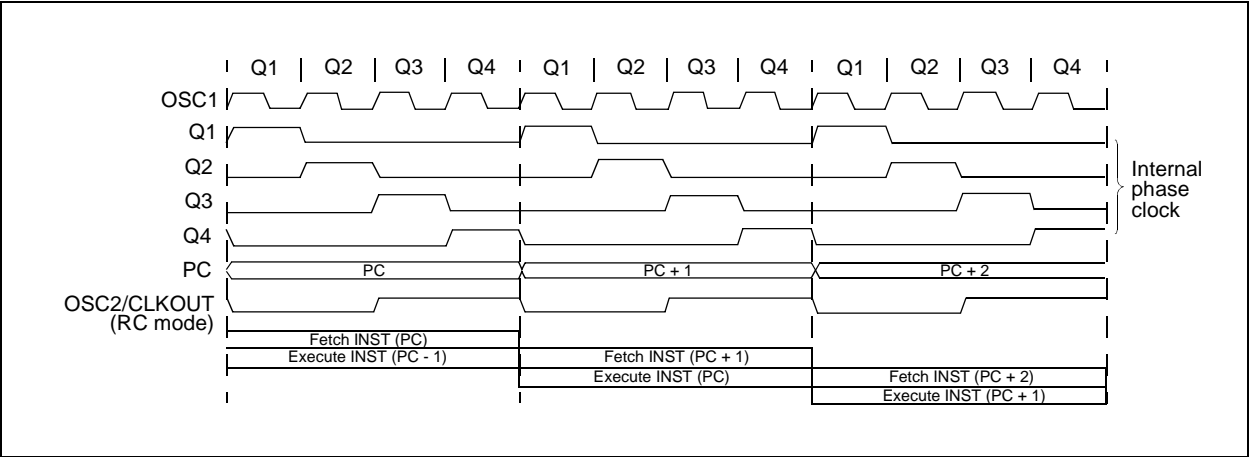 Q1 Q2 Q3 Q4 Q1 Q2 Q3 Q4 Q1 Q2 Q3 Q4
OSC1
Q1
Q2
Q3
Q4
PC
PC PC + 1 PC + 2
OSC2/CLKOUT
(RC mode)
Internal
phase
clock
Fetch INST (PC)
Execute INST (PC - 1) Fetch INST (PC + 1)
Execute INST (PC) Fetch INST (PC + 2)
Execute INST (PC + 1)